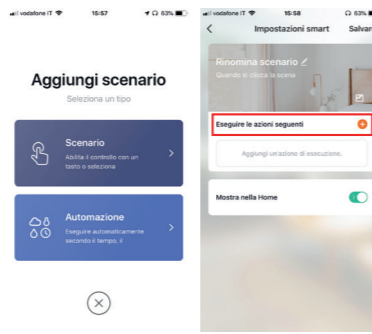 vodafone IT 15:57 63%
Aggiungi scenario
Seleziona un tipo
Scenario
Abilita il controllo con un
tasto o seleziona
Automazione
Eseguire automaticamente
secondo il tempo, il
vodafone IT 15:58 63%
Impostazioni smart Salvare
Rinomina scenario
Quando si clicca la scena
Eseguire le azioni seguenti
Aggiungi un'azione di esecuzione.
Mostra nella Home